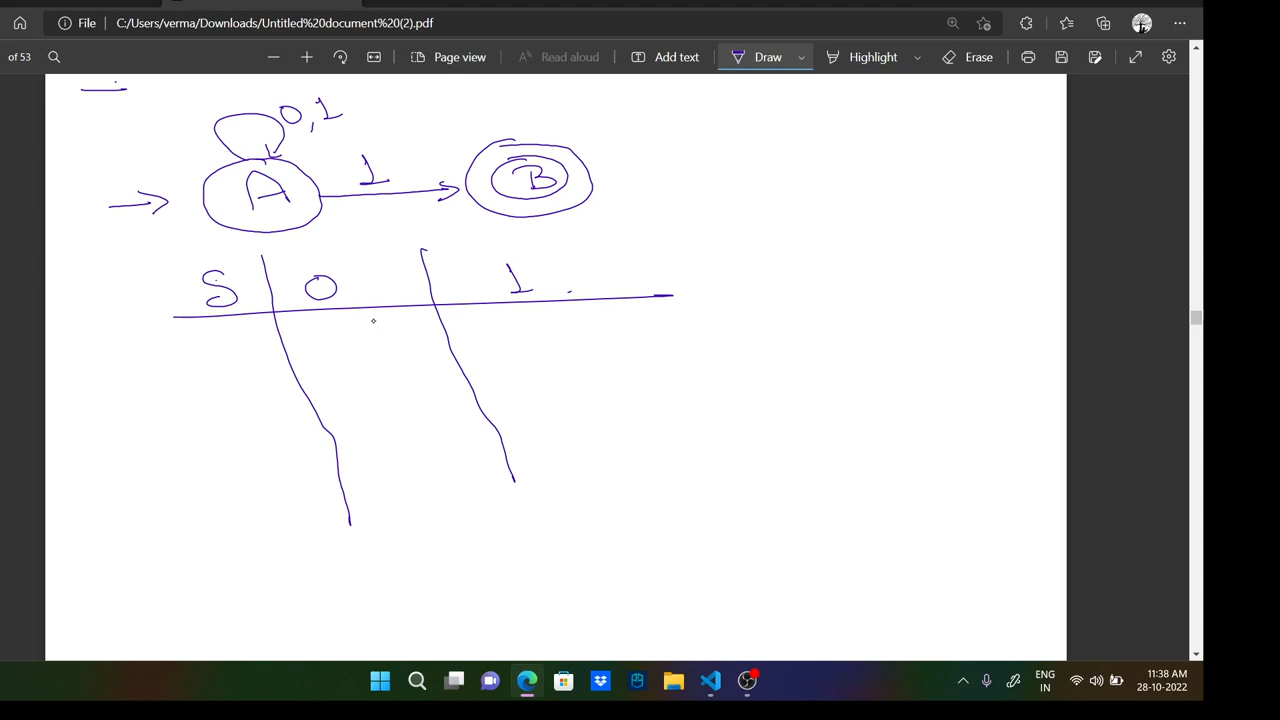 File C:/Users/verma/Downloads/Untitled%20document%20(2).pdf
of 53 Page view Read aloud Add text Draw Highlight Erase
0,1
A 1 B
S 0 1
ENG
IN
11:38 AM
28-10-2022